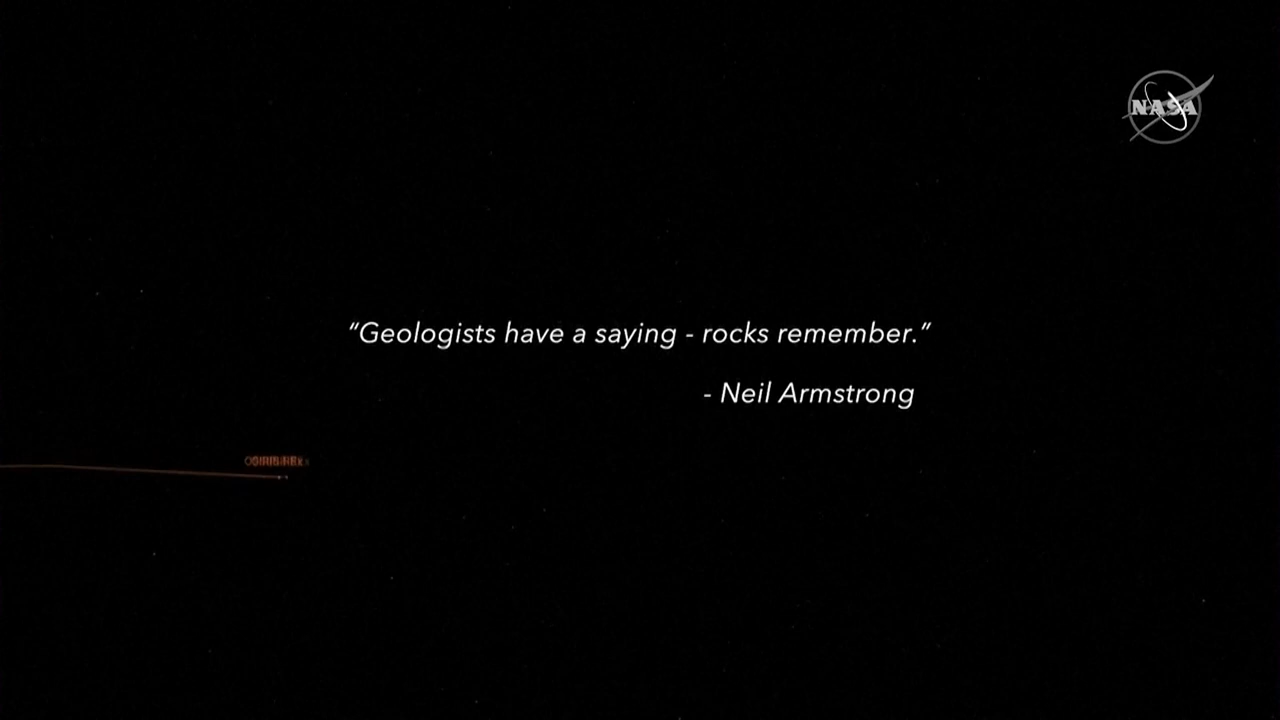 NASA
“Geologists have a saying - rocks remember.”
- Neil Armstrong